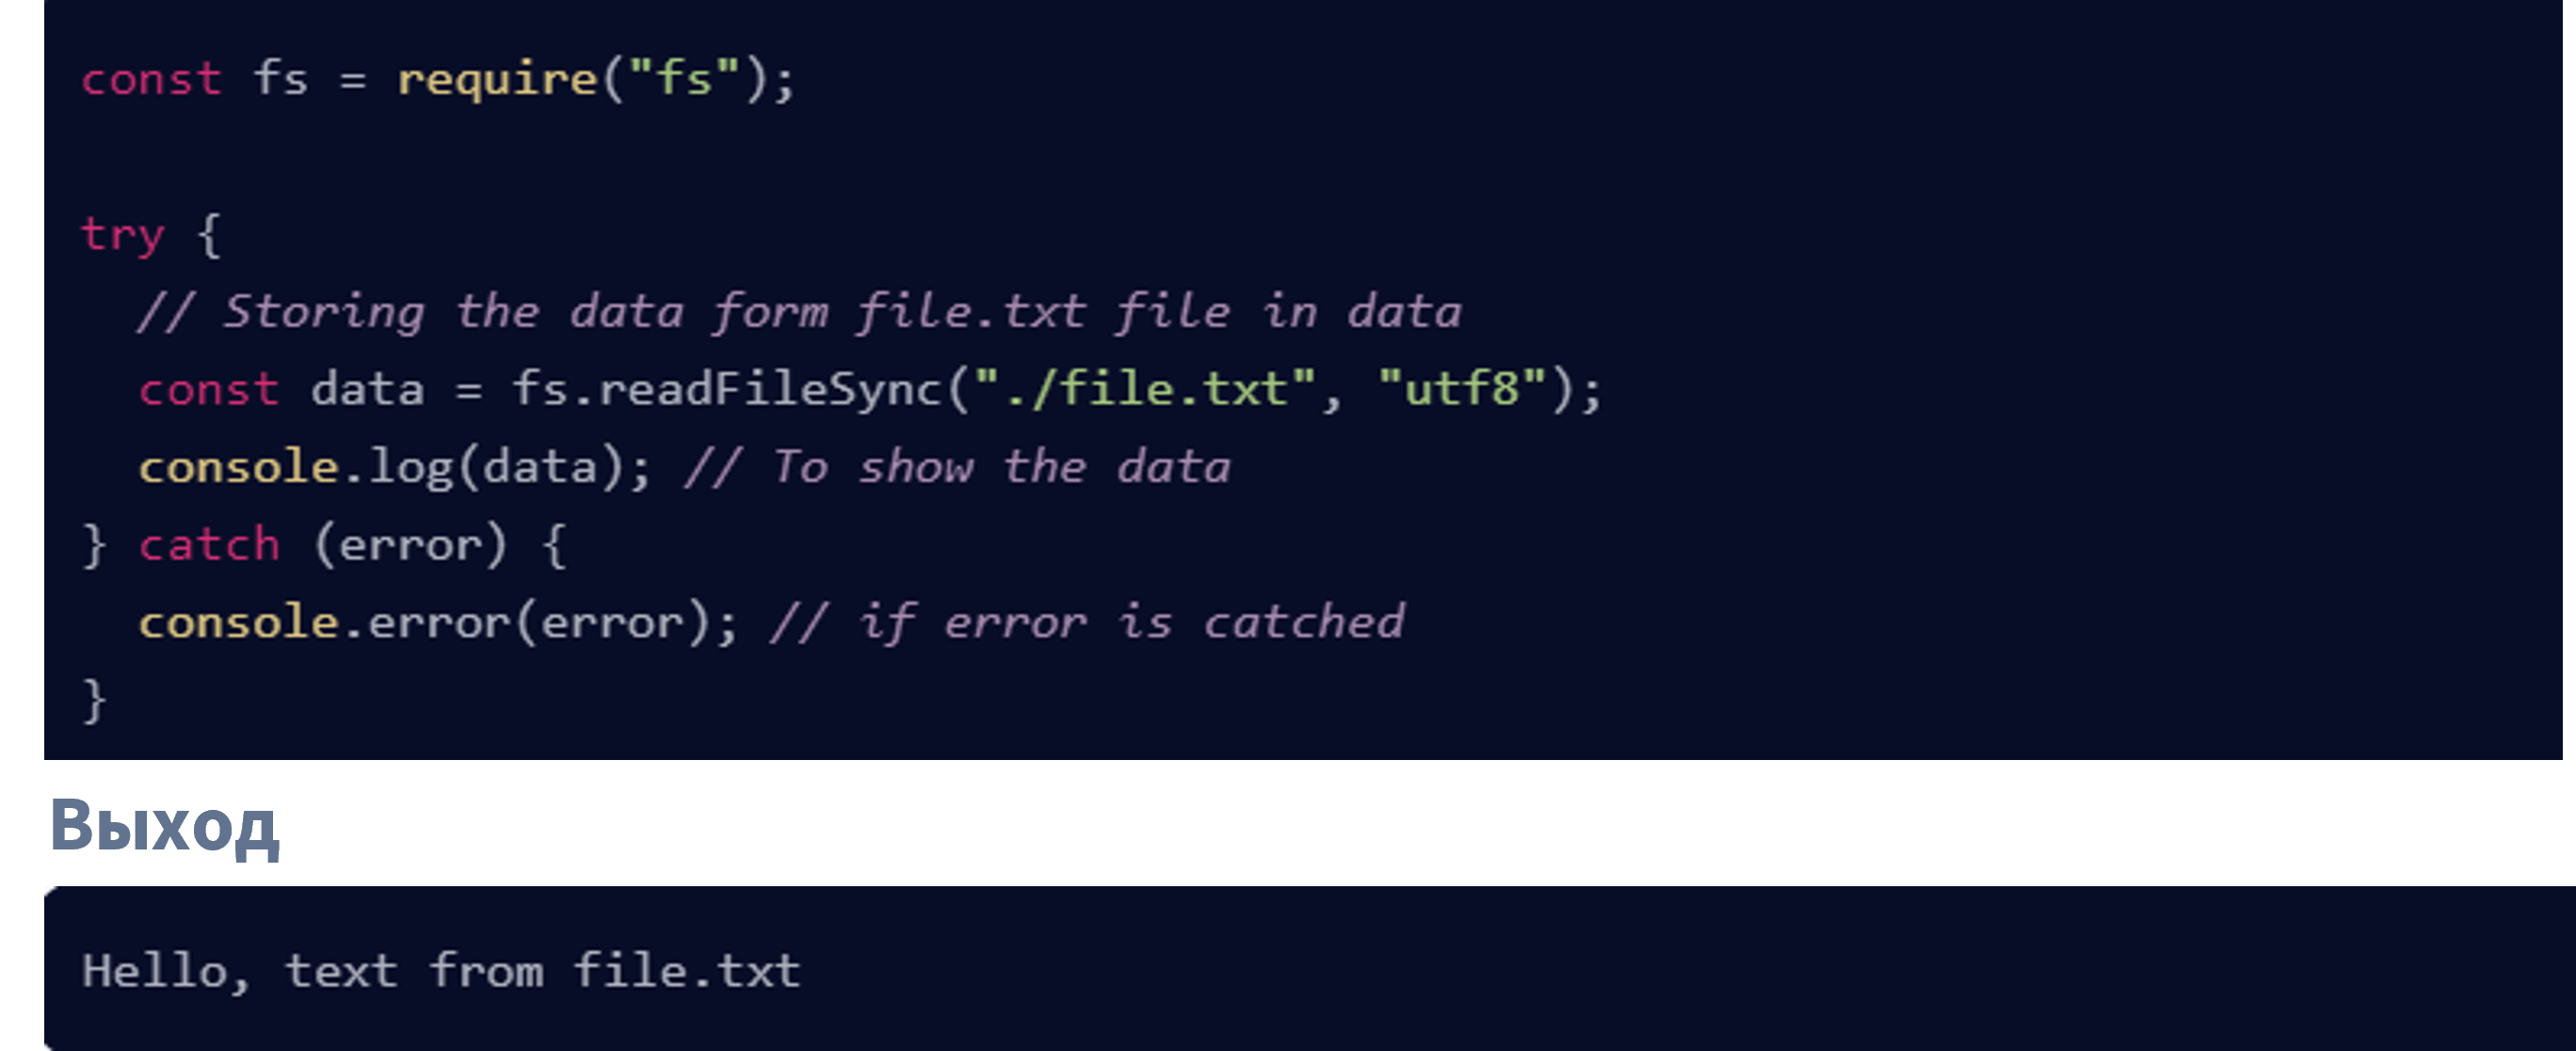 const fs = require("fs");
try {
// Storing the data form file.txt file in data
const data = fs.readFileSync("./file.txt", "utf8");
console.log(data); // To show the data
} catch (error) {
console.error(error); // if error is catched
}
Выход
Hello, text from file.txt